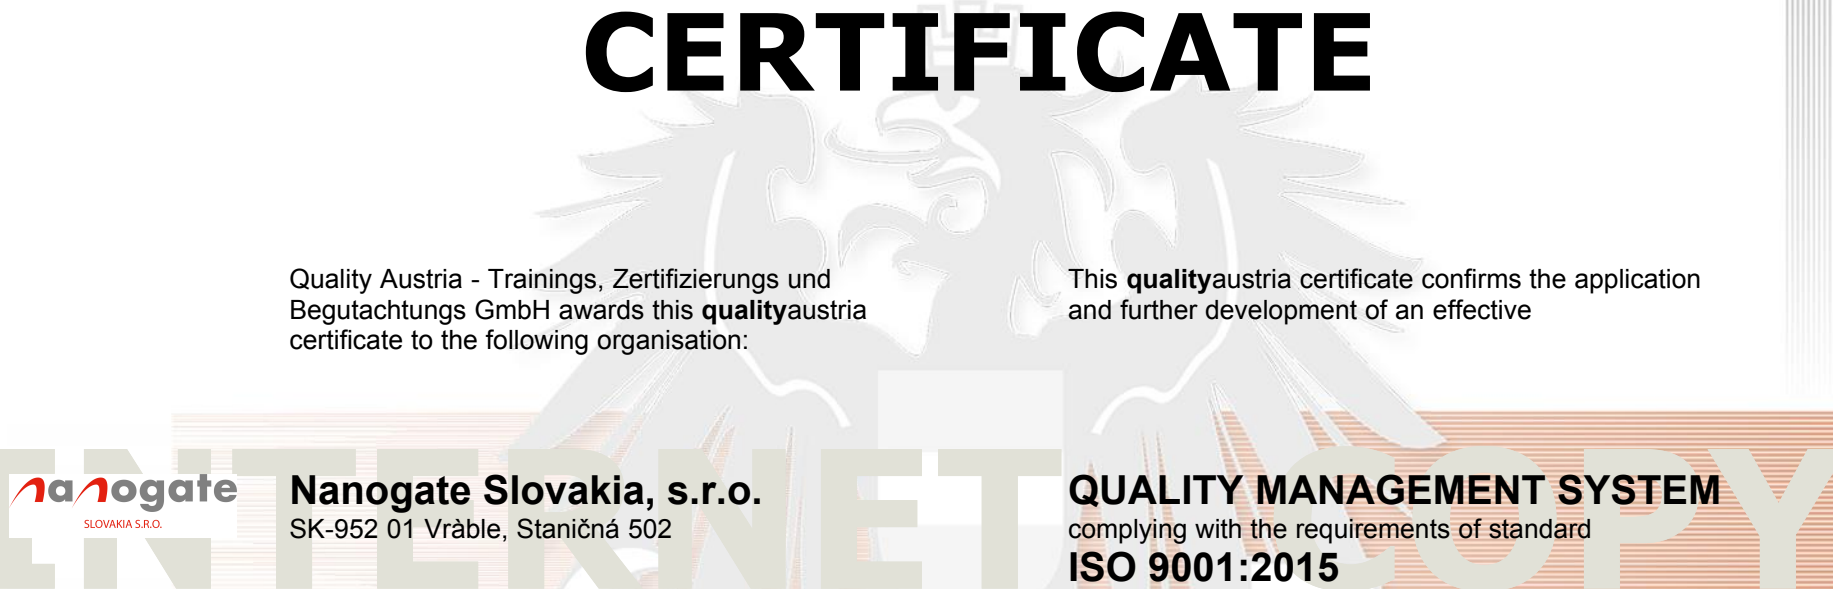 CERTIFICATE
Quality Austria - Trainings, Zertifizierungs und
Begutachtungs GmbH awards this qualityaustria
certificate to the following organisation:
This qualityaustria certificate confirms the application
and further development of an effective
nanogate
SLOVAKIA S.R.O.
Nanogate Slovakia, s.r.o.
SK-952 01 Vràble, Staničná 502
QUALITY MANAGEMENT SYSTEM
complying with the requirements of standard
ISO 9001:2015
INTERNET COPY